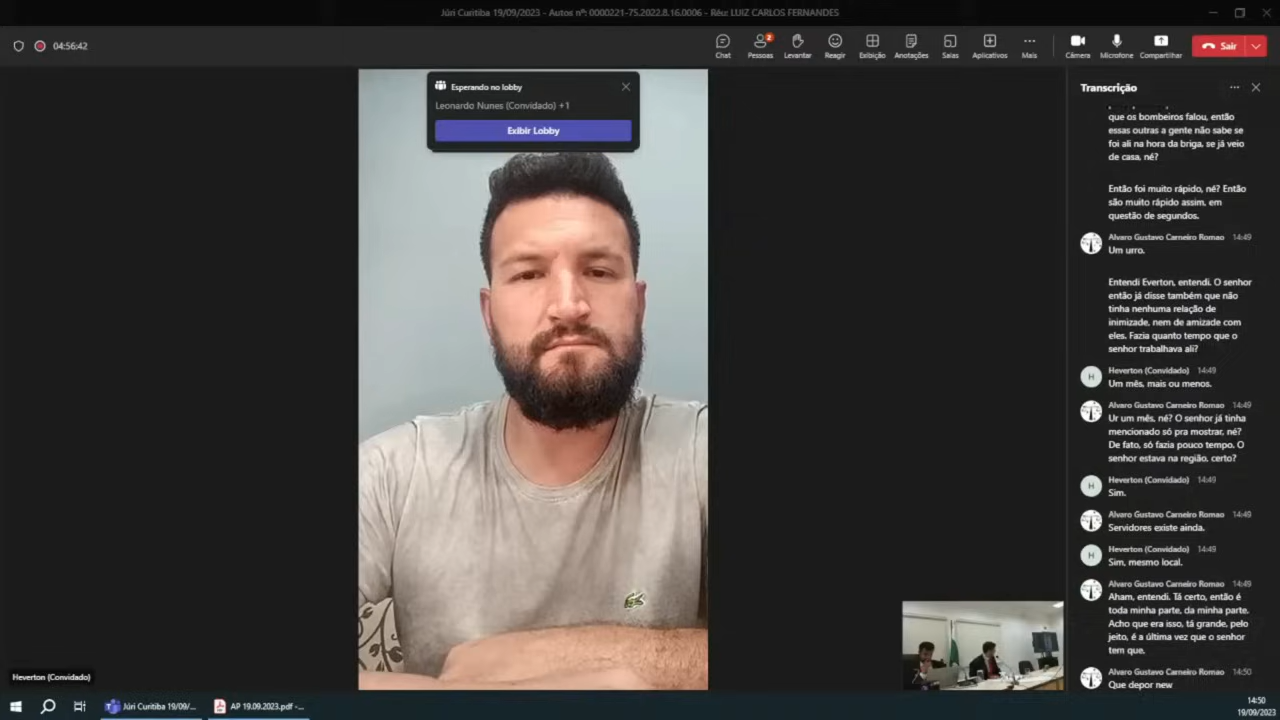 Júri Curitiba 19/09/2023 - Autos nº: 0000221-75.2022.8.16.0006 - Réu: LUIZ CARLOS FERNANDES
04:56:42
Chat
2
Pessoas
Levantar
Reagir
Exibição
Anotações
Salas
Aplicativos
Mais
Câmera
Microfone
Compartilhar
Sair
Esperando no lobby
Leonardo Nunes (Convidado) +1
Exibir Lobby
Transcrição
que os bombeiros falou, então
essas outras a gente não sabe se
foi ali na hora da briga, se já veio
de casa, né?
Então foi muito rápido, né? Então
são muito rápido assim, em
questão de segundos.
Alvaro Gustavo Carneiro Romao 14:49
Um urro.
Entendi Everton, entendi. O senhor
então já disse também que não
tinha nenhuma relação de
inimizade, nem de amizade com
eles. Fazia quanto tempo que o
senhor trabalhava ali?
H
Heverton (Convidado) 14:49
Um mês, mais ou menos.
Alvaro Gustavo Carneiro Romao 14:49
Ur um mês, né? O senhor já tinha
mencionado só pra mostrar, né?
De fato, só fazia pouco tempo. O
senhor estava na região, certo?
H
Heverton (Convidado) 14:49
Sim.
Alvaro Gustavo Carneiro Romao 14:49
Servidores existe ainda.
H
Heverton (Convidado) 14:49
Sim, mesmo local.
Alvaro Gustavo Carneiro Romao 14:49
Aham, entendi. Tá certo, então é
toda minha parte, da minha parte.
Acho que era isso, tá grande, pelo
jeito, é a última vez que o senhor
tem que.
Alvaro Gustavo Carneiro Romao 14:50
Que depor new
Heverton (Convidado)
Júri Curitiba 19/09/...
AP 19.09.2023.pdf -...
14:50
19/09/2023